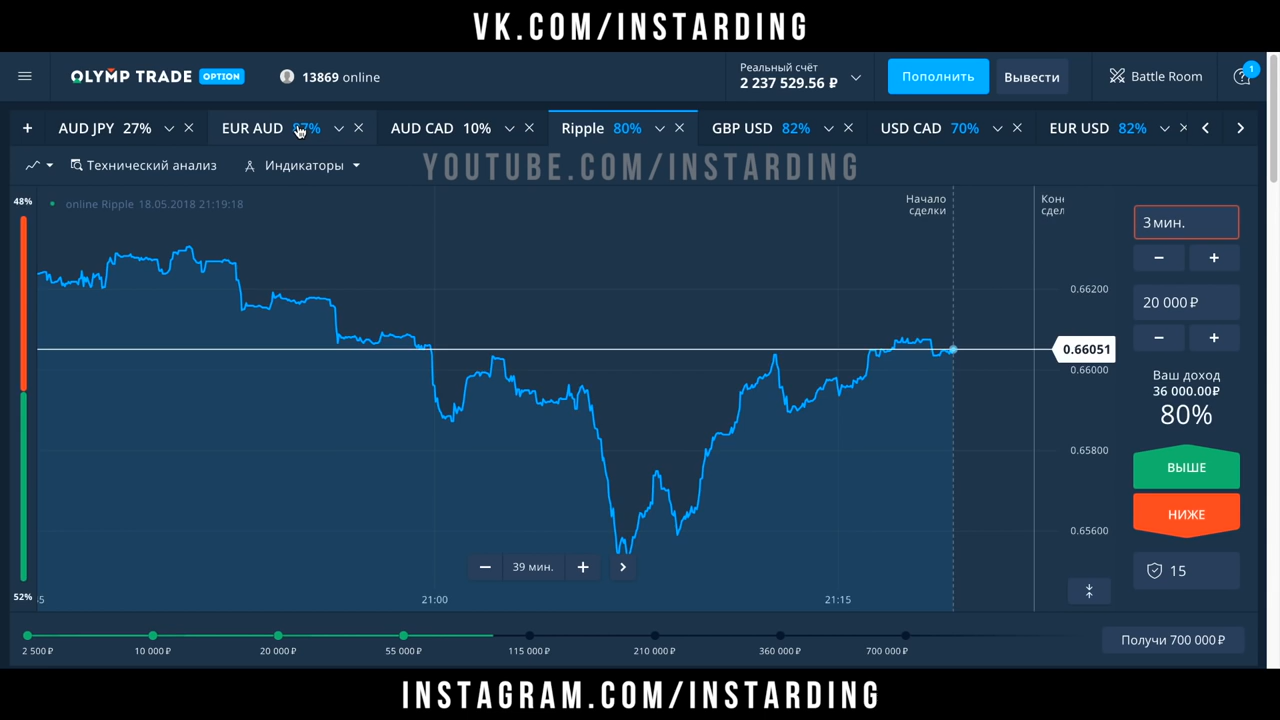 VK.COM/INSTARDING
OLYMP TRADE OPTION
13869 online
Реальный счёт
2 237 529.56 ₽
Пополнить
Вывести
Battle Room
1
+ AUD JPY 27%
EUR AUD 87%
AUD CAD 10%
Ripple 80%
GBP USD 82%
USD CAD 70%
EUR USD 82%
Технический анализ
Индикаторы
YOUTUBE.COM/INSTARDING
48%
online Ripple 18.05.2018 21:19:18
Начало
сделки
Кон
сдел
3 мин.
− +
0.66200
20 000 ₽
− +
0.66051
0.66000
Ваш доход
36 000.00₽
80%
0.65800
ВЫШЕ
НИЖЕ
0.65600
− 39 мин. +
15
52%
5
21:00
21:15
2 500 ₽
10 000 ₽
20 000 ₽
55 000 ₽
115 000 ₽
210 000 ₽
360 000 ₽
700 000 ₽
Получи 700 000 ₽
INSTAGRAM.COM/INSTARDING